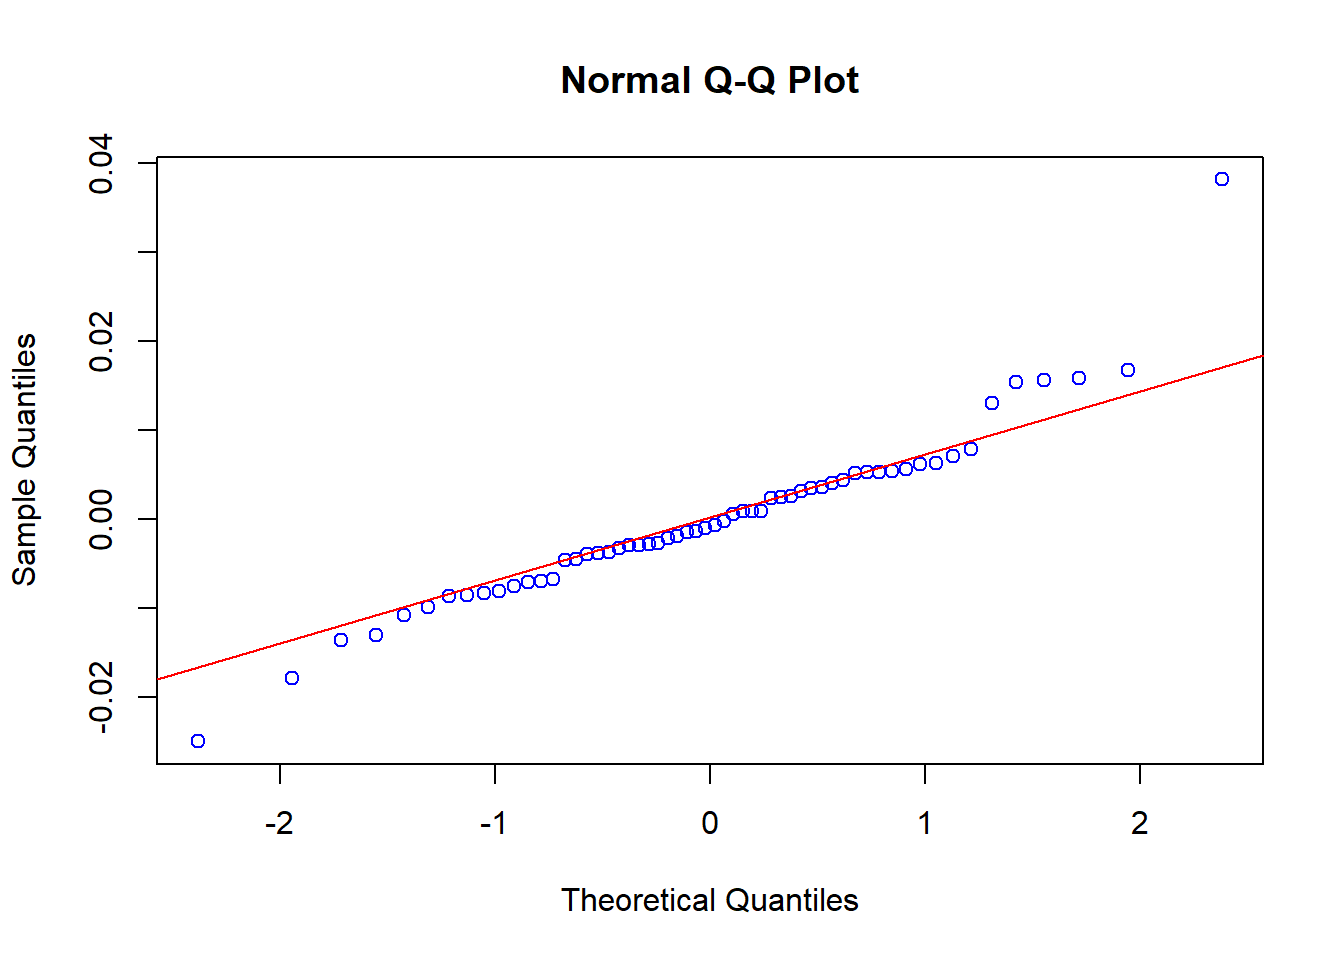 Normal Q-Q Plot
0.04
0.02
0.00
-0.02
Sample Quantiles
-2 -1 0 1 2
Theoretical Quantiles